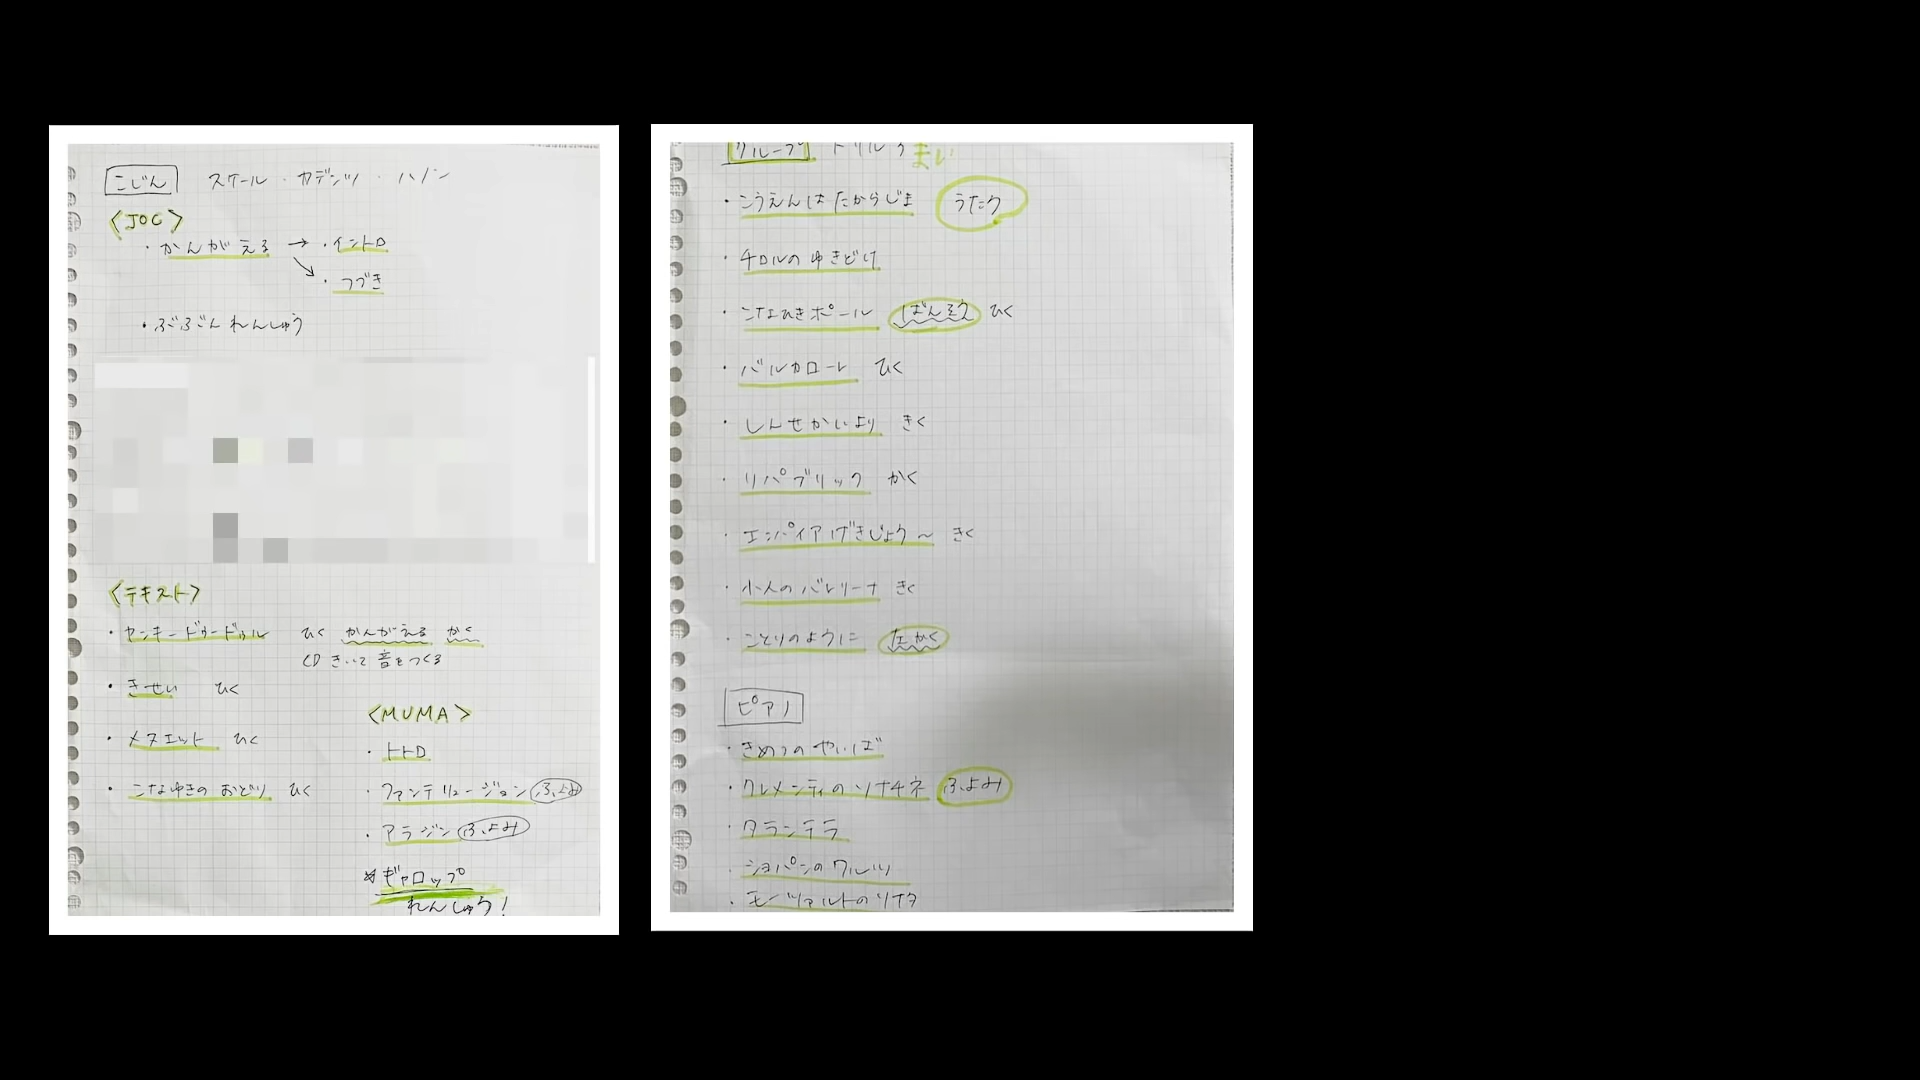 こじん スケール・カデンツ・ハノン
〈JOC〉
・かんがえる → ・イントロ
↘ ・つづき
・ぶぶんれんしゅう
〈テキスト〉
・ヤンキードゥードゥル ひく かんがえる かく
CDきいて音をつくる
・きせい ひく
・メヌエット ひく
・こなゆきのおどり ひく
〈MUMA〉
・トトロ
・ファンテリュージョン ふよみ
・アラジン ふよみ
ギャロップ
れんしゅう!
グループ ドリル
・こうえんはたからじま うたう
・チロルのゆきどけ
・こなひきポール ばんそう ひく
・バルカロール ひく
・しんせかいより きく
・リパブリック かく
・エンパイアげきじょう〜 きく
・小人のバレリーナ きく
・ことりのように かく
ピアノ
・きめつのやいば
・クレメンティのソナチネ ふよみ
・タランテラ
・ショパンのワルツ
・モーツァルトのソナタ